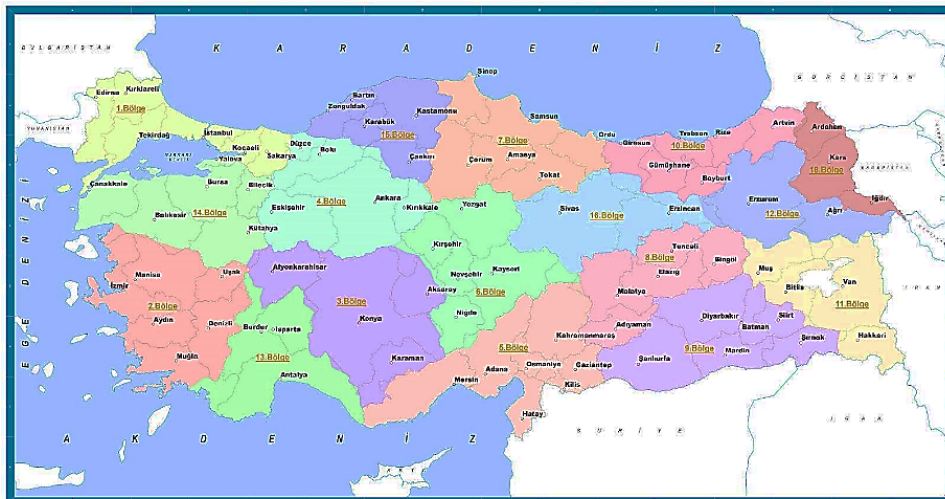 BULGARİSTAN
K A R A D E N İ Z
GÜRCİSTAN
Sinop
Edirne
Kırklareli
1.Bölge
Bartın
Zonguldak
Kastamonu
Karabük
15.Bölge
Samsun
Ordu
Trabzon
Rize
Artvin
Ardahan
YUNANİSTAN
Tekirdağ
İstanbul
Kocaeli
Düzce
Bolu
7.Bölge
Giresun
10.Bölge
MARMARA
Yalova
Sakarya
Çankırı
Çorum
Amasya
Gümüşhane
Kars
18.Bölge
Çanakkale
Bursa
Bilecik
Tokat
Bayburt
Ankara
Kırıkkale
Yozgat
Erzurum
Iğdır
Eskişehir
4.Bölge
Sivas
16.Bölge
Erzincan
12.Bölge
Ağrı
Balıkesir
14.Bölge
Kütahya
Kırşehir
Tunceli
8.Bölge
Bingöl
Muş
Manisa
Uşak
Afyonkarahisar
Nevşehir
Kayseri
Elazığ
İRAN
İzmir
Aksaray
6.Bölge
Malatya
Bitlis
Van
2.Bölge
3.Bölge
Niğde
Diyarbakır
Siirt
11.Bölge
Aydın
Denizli
Burdur
Isparta
Konya
Kahramanmaraş
Adıyaman
Batman
Hakkari
Şırnak
5.Bölge
9.Bölge
Mardin
Muğla
13.Bölge
Karaman
Adana
Osmaniye
Gaziantep
Şanlıurfa
Antalya
Mersin
Kilis
Hatay
EGE DENİZİ
A K D E N İ Z
SURİYE
IRAK